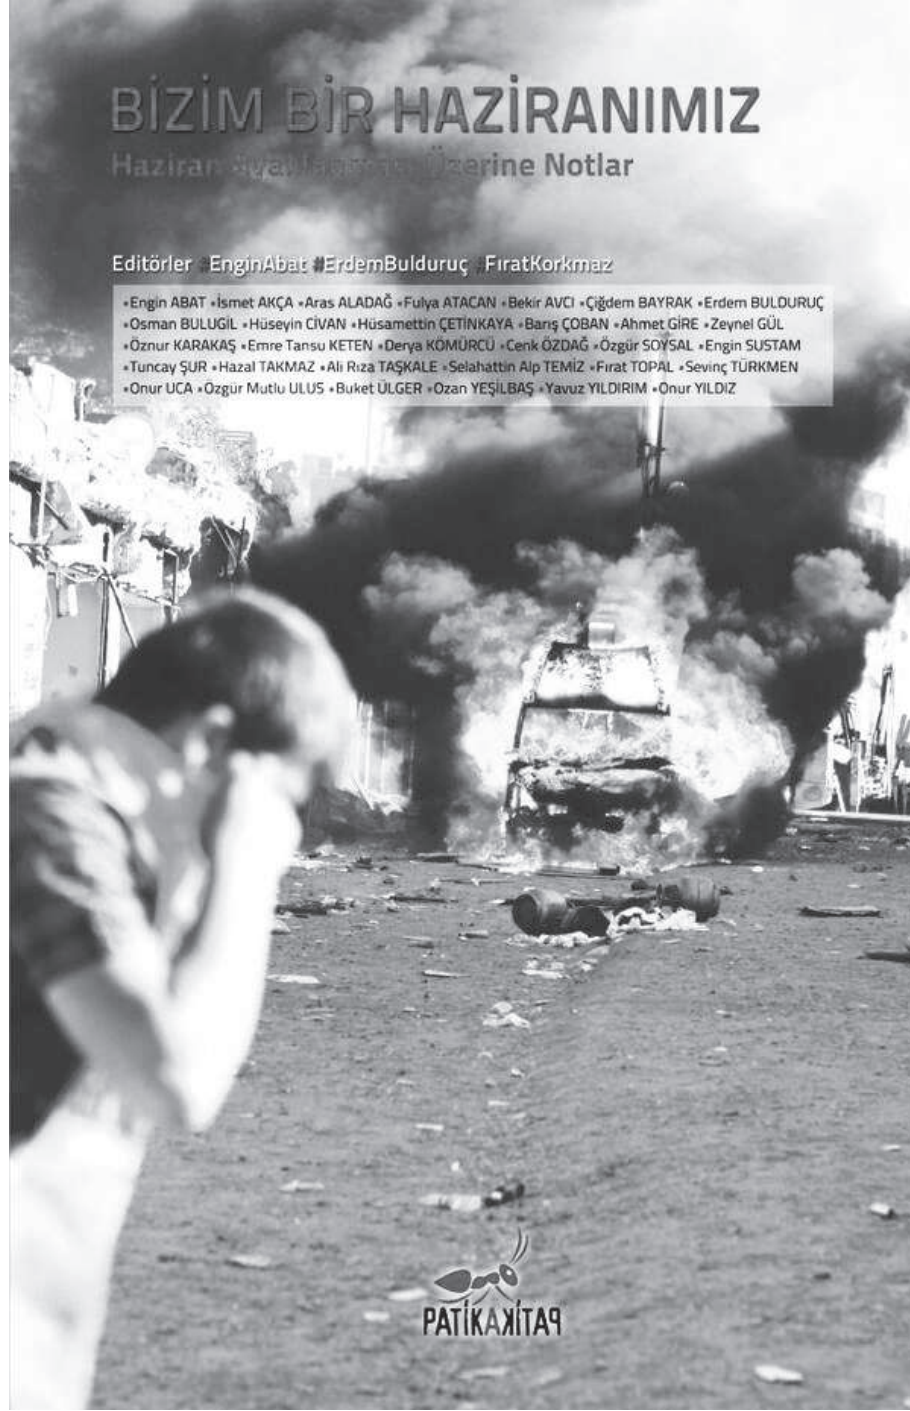 BİZİM BİR HAZİRANIMIZ
Haziran Ayaklanması Üzerine Notlar
Editörler #EnginAbat #ErdemBulduruç #FıratKorkmaz
•Engin ABAT •İsmet AKÇA •Aras ALADAĞ •Fulya ATACAN •Bekir AVCI •Çiğdem BAYRAK •Erdem BULDURUÇ
•Osman BULUGİL •Hüseyin CİVAN •Hüsamettin ÇETİNKAYA •Barış ÇOBAN •Ahmet GİRE •Zeynel GÜL
•Öznur KARAKAŞ •Emre Tansu KETEN •Derya KÖMÜRCÜ •Cenk ÖZDAĞ •Özgür SOYSAL •Engin SUSTAM
•Tuncay ŞUR •Hazal TAKMAZ •Ali Rıza TAŞKALE •Selahattin Alp TEMİZ •Fırat TOPAL •Sevinç TÜRKMEN
•Onur UCA •Özgür Mutlu ULUS •Buket ÜLGER •Ozan YEŞİLBAŞ •Yavuz YILDIRIM •Onur YILDIZ
PATİKAKİTAP